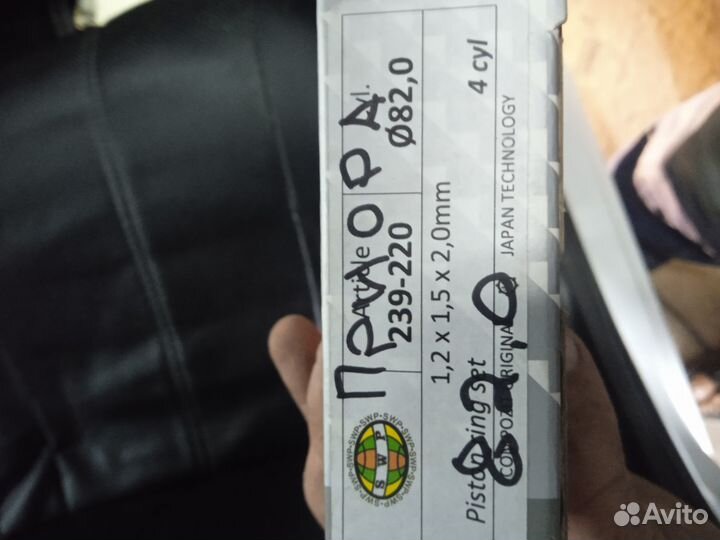 ПРИОРА
Article
239-220
Ø82,0
SWP
1,2 x 1,5 x 2,0mm
Piston ring set
4 cyl
82,0
JAPAN TECHNOLOGY
Avito